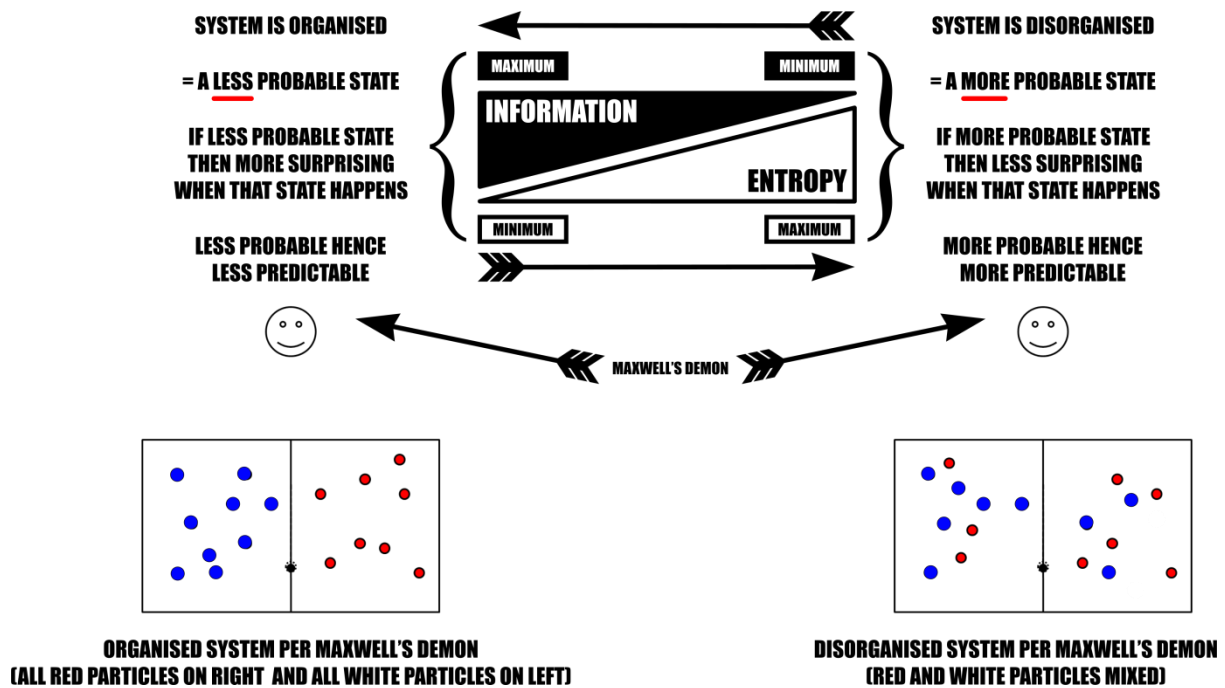 SYSTEM IS ORGANISED
= A LESS PROBABLE STATE
IF LESS PROBABLE STATE
THEN MORE SURPRISING
WHEN THAT STATE HAPPENS
LESS PROBABLE HENCE
LESS PREDICTABLE
MAXIMUM
MINIMUM
INFORMATION
ENTROPY
MINIMUM
MAXIMUM
SYSTEM IS DISORGANISED
= A MORE PROBABLE STATE
IF MORE PROBABLE STATE
THEN LESS SURPRISING
WHEN THAT STATE HAPPENS
MORE PROBABLE HENCE
MORE PREDICTABLE
MAXWELL'S DEMON
ORGANISED SYSTEM PER MAXWELL'S DEMON
(ALL RED PARTICLES ON RIGHT AND ALL WHITE PARTICLES ON LEFT)
DISORGANISED SYSTEM PER MAXWELL'S DEMON
(RED AND WHITE PARTICLES MIXED)